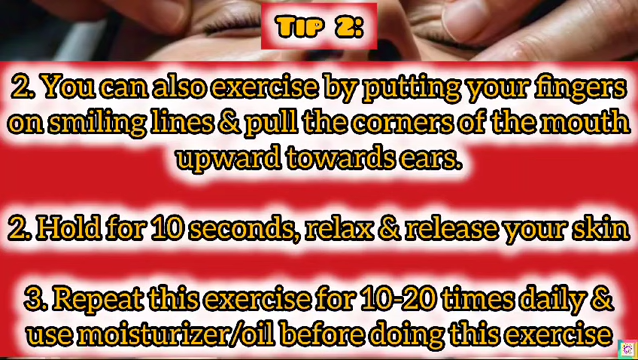 Tip 2:
2. You can also exercise by putting your fingers
on smiling lines & pull the corners of the mouth
upward towards ears.
2. Hold for 10 seconds, relax & release your skin
3. Repeat this exercise for 10-20 times daily &
use moisturizer/oil before doing this exercise